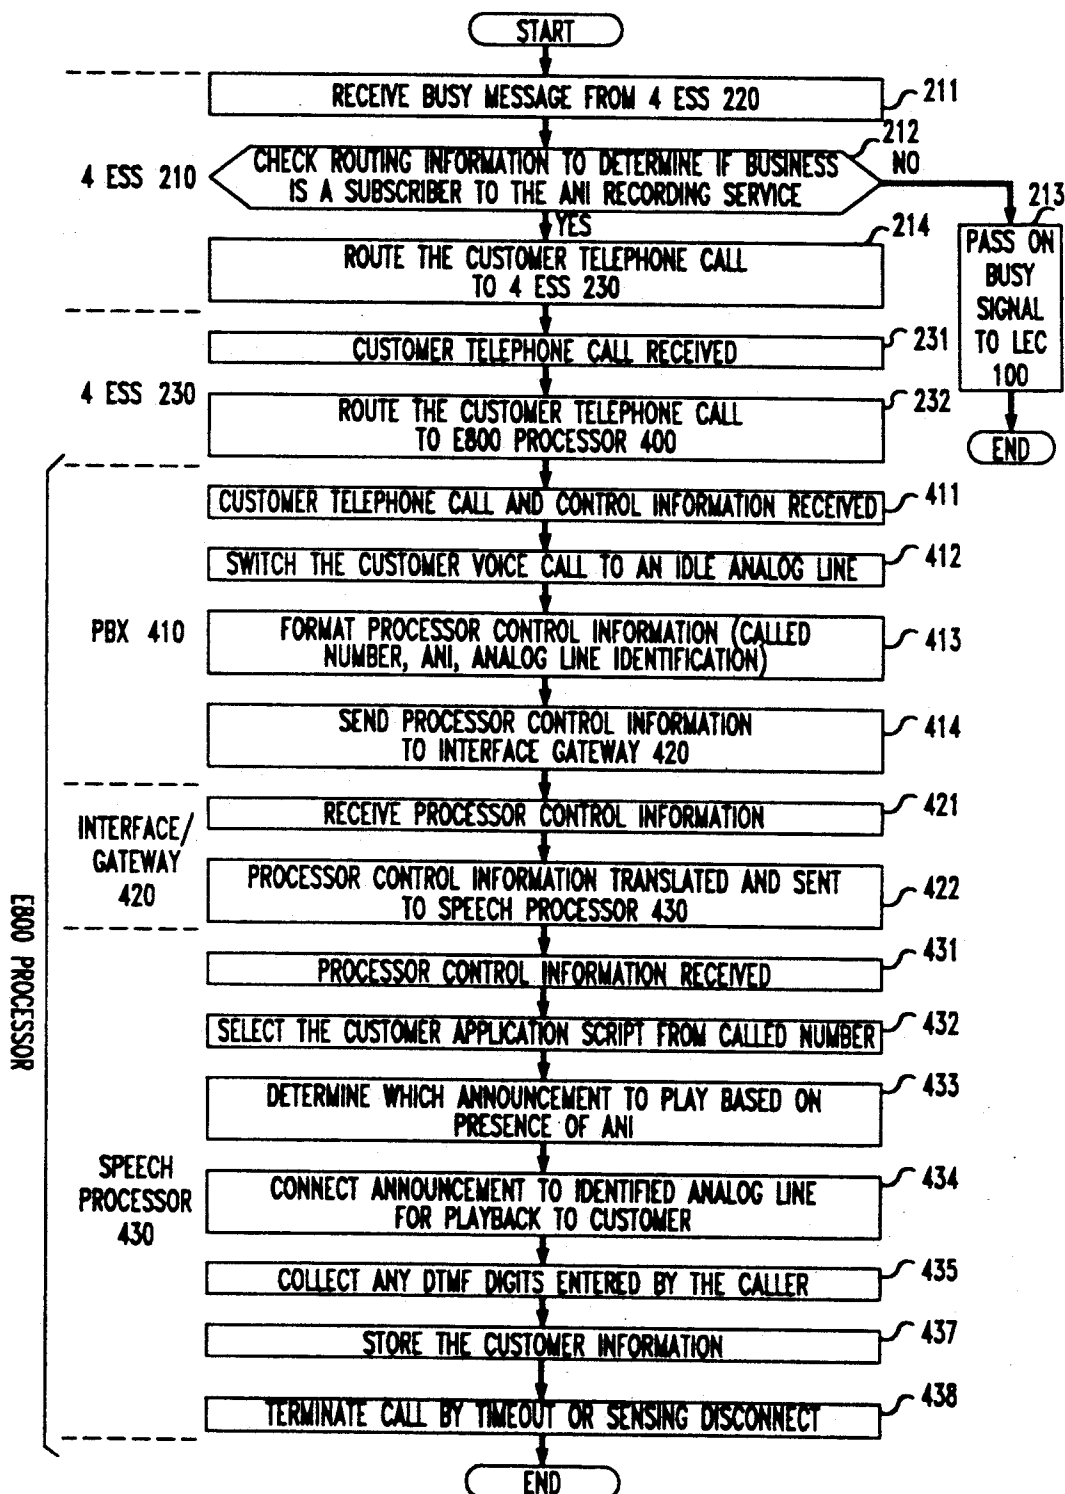 START
RECEIVE BUSY MESSAGE FROM 4 ESS 220
211
4 ESS 210
CHECK ROUTING INFORMATION TO DETERMINE IF BUSINESS
IS A SUBSCRIBER TO THE ANI RECORDING SERVICE
212
NO
YES
213
PASS ON
BUSY
SIGNAL
TO LEC
100
END
ROUTE THE CUSTOMER TELEPHONE CALL
TO 4 ESS 230
214
4 ESS 230
CUSTOMER TELEPHONE CALL RECEIVED
231
ROUTE THE CUSTOMER TELEPHONE CALL
TO E800 PROCESSOR 400
232
E800 PROCESSOR
PBX 410
CUSTOMER TELEPHONE CALL AND CONTROL INFORMATION RECEIVED
411
SWITCH THE CUSTOMER VOICE CALL TO AN IDLE ANALOG LINE
412
FORMAT PROCESSOR CONTROL INFORMATION (CALLED
NUMBER, ANI, ANALOG LINE IDENTIFICATION)
413
SEND PROCESSOR CONTROL INFORMATION
TO INTERFACE GATEWAY 420
414
INTERFACE/
GATEWAY
420
RECEIVE PROCESSOR CONTROL INFORMATION
421
PROCESSOR CONTROL INFORMATION TRANSLATED AND SENT
TO SPEECH PROCESSOR 430
422
SPEECH
PROCESSOR
430
PROCESSOR CONTROL INFORMATION RECEIVED
431
SELECT THE CUSTOMER APPLICATION SCRIPT FROM CALLED NUMBER
432
DETERMINE WHICH ANNOUNCEMENT TO PLAY BASED ON
PRESENCE OF ANI
433
CONNECT ANNOUNCEMENT TO IDENTIFIED ANALOG LINE
FOR PLAYBACK TO CUSTOMER
434
COLLECT ANY DTMF DIGITS ENTERED BY THE CALLER
435
STORE THE CUSTOMER INFORMATION
437
TERMINATE CALL BY TIMEOUT OR SENSING DISCONNECT
438
END